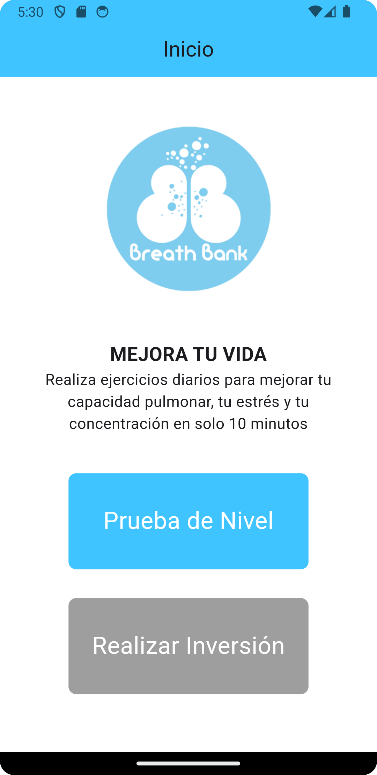 5:30
Inicio
Breath Bank
MEJORA TU VIDA
Realiza ejercicios diarios para mejorar tu
capacidad pulmonar, tu estrés y tu
concentración en solo 10 minutos
Prueba de Nivel
Realizar Inversión